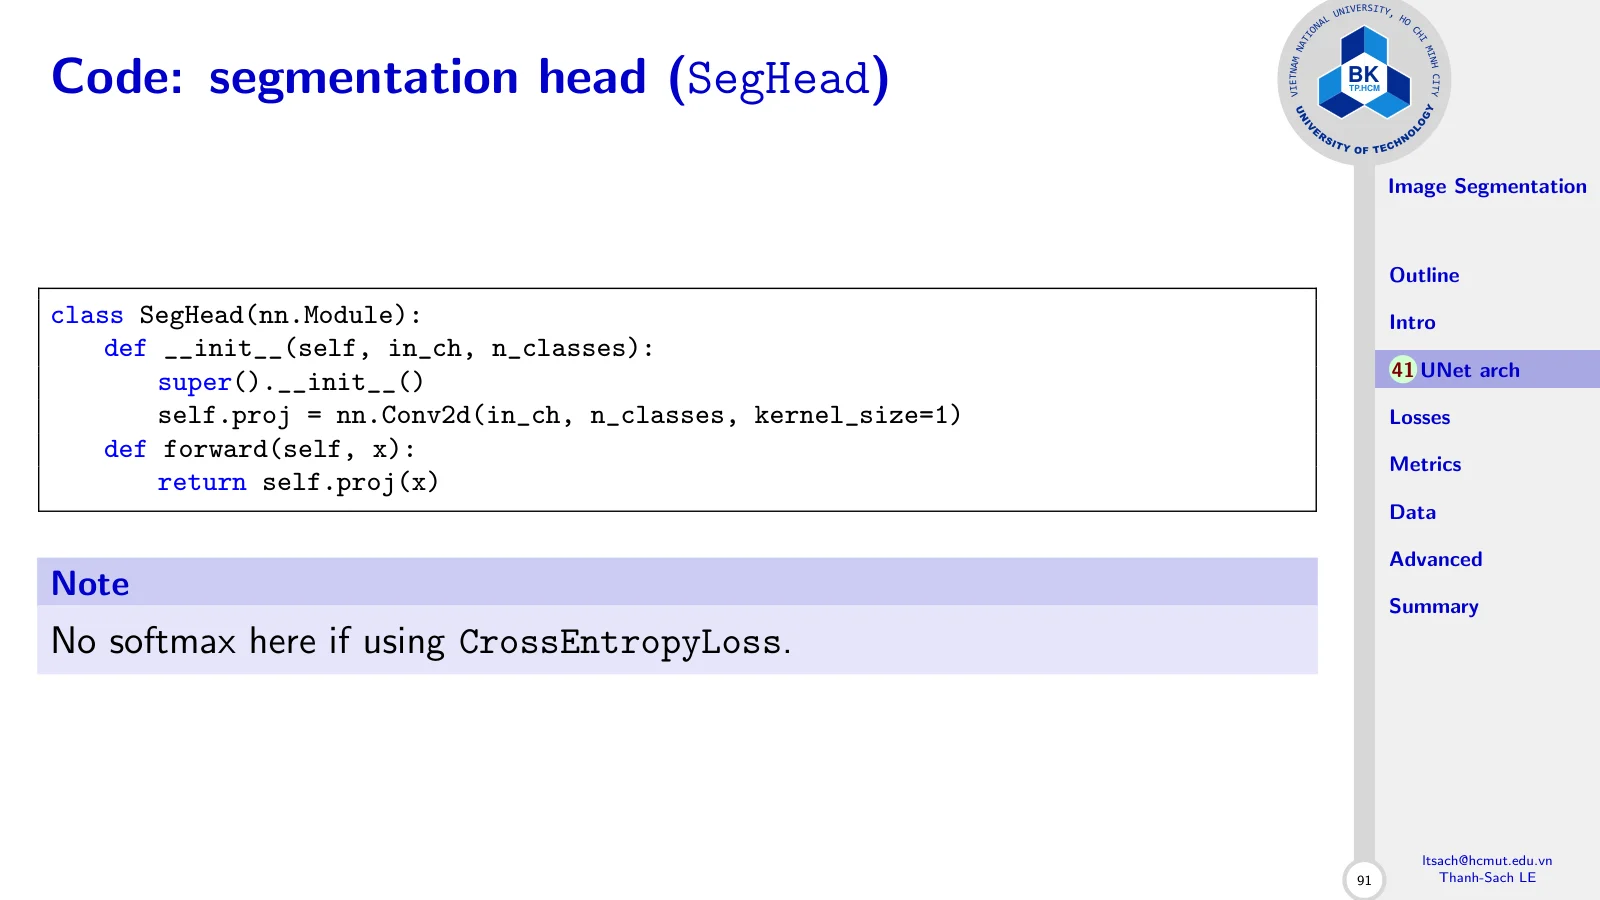 Code: segmentation head (SegHead)
class SegHead(nn.Module):
    def __init__(self, in_ch, n_classes):
        super().__init__()
        self.proj = nn.Conv2d(in_ch, n_classes, kernel_size=1)
    def forward(self, x):
        return self.proj(x)
Note
No softmax here if using CrossEntropyLoss.
VIETNAM NATIONAL UNIVERSITY, HO CHI MINH CITY
BK
TP.HCM
UNIVERSITY OF TECHNOLOGY
Image Segmentation
Outline
Intro
41 UNet arch
Losses
Metrics
Data
Advanced
Summary
ltsach@hcmut.edu.vn
Thanh-Sach LE
91